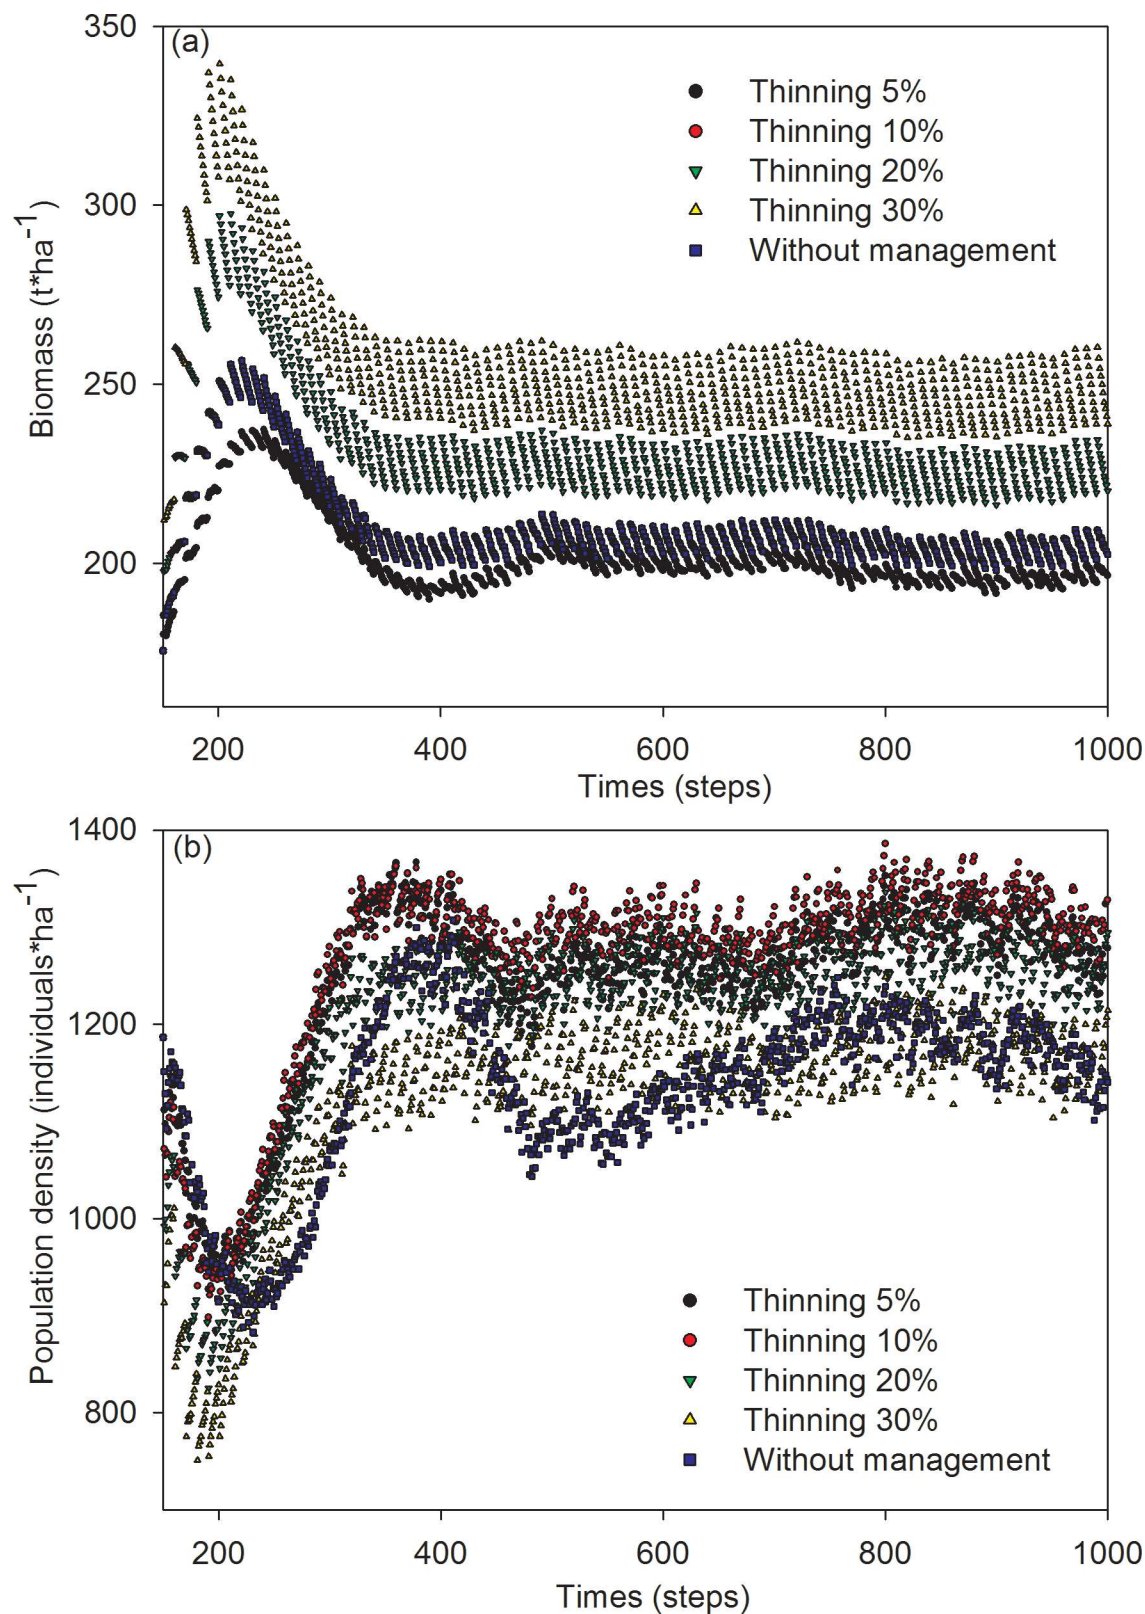 (a)
350
300
250
200
Biomass (t*ha-1)
Thinning 5%
Thinning 10%
Thinning 20%
Thinning 30%
Without management
200 400 600 800 1000
Times (steps)
(b)
1400
1200
1000
800
Population density (individuals*ha-1)
Thinning 5%
Thinning 10%
Thinning 20%
Thinning 30%
Without management
200 400 600 800 1000
Times (steps)